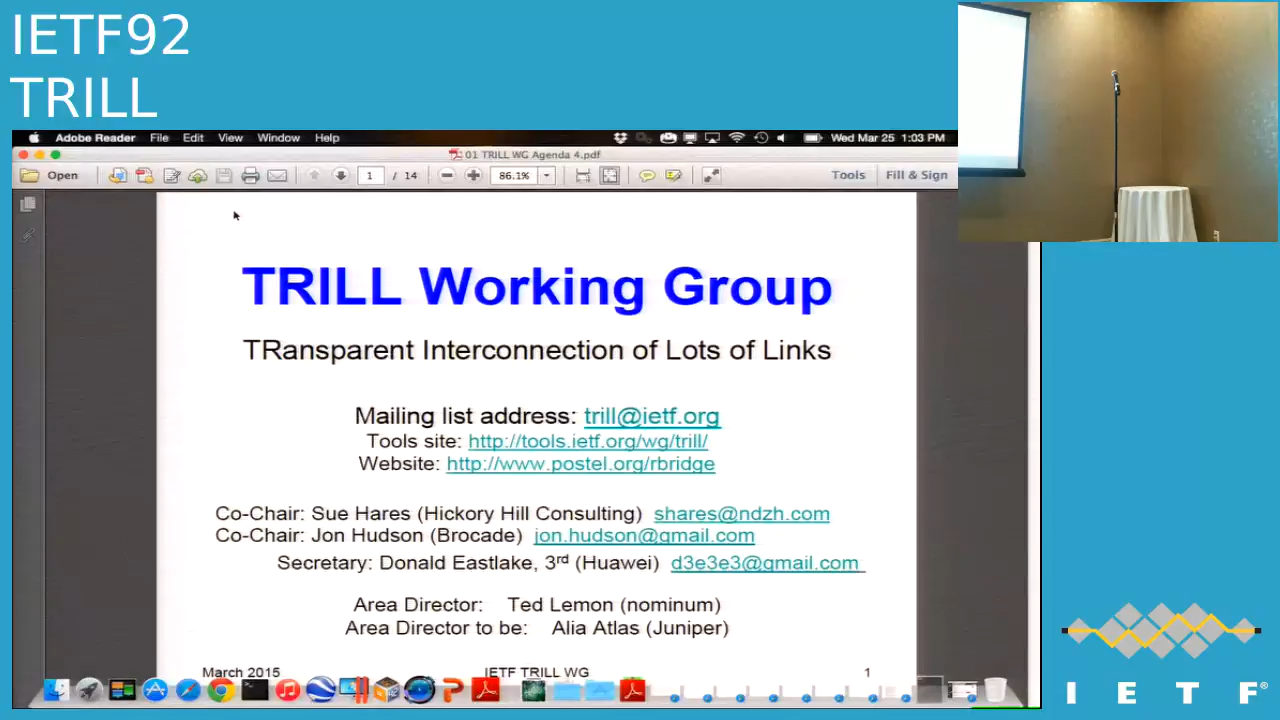 IETF92
TRILL
Adobe Reader File Edit View Window Help Wed Mar 25 1:03 PM
01 TRILL WG Agenda 4.pdf
Open 1 / 14 86.1% Tools Fill & Sign
TRILL Working Group
TRansparent Interconnection of Lots of Links
Mailing list address: trill@ietf.org
Tools site: http://tools.ietf.org/wg/trill/
Website: http://www.postel.org/rbridge
Co-Chair: Sue Hares (Hickory Hill Consulting) shares@ndzh.com
Co-Chair: Jon Hudson (Brocade) jon.hudson@gmail.com
Secretary: Donald Eastlake, 3rd (Huawei) d3e3e3@gmail.com
Area Director: Ted Lemon (nominum)
Area Director to be: Alia Atlas (Juniper)
March 2015 IETF TRILL WG 1
I E T F®